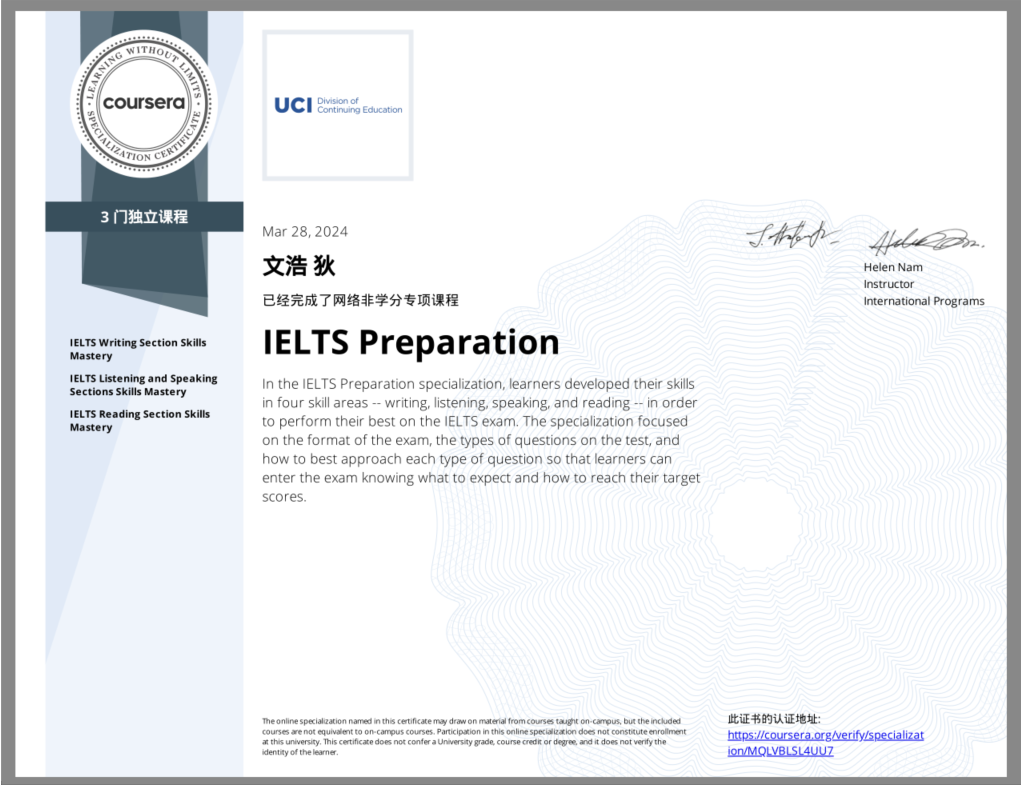 LEARNING WITHOUT LIMITS
coursera
SPECIALIZATION CERTIFICATE
3 门独立课程
IELTS Writing Section Skills
Mastery
IELTS Listening and Speaking
Sections Skills Mastery
IELTS Reading Section Skills
Mastery
UCI Division of
Continuing Education
Mar 28, 2024
文浩 狄
已经完成了网络非学分专项课程
IELTS Preparation
In the IELTS Preparation specialization, learners developed their skills
in four skill areas -- writing, listening, speaking, and reading -- in order
to perform their best on the IELTS exam. The specialization focused
on the format of the exam, the types of questions on the test, and
how to best approach each type of question so that learners can
enter the exam knowing what to expect and how to reach their target
scores.
Helen Nam
Instructor
International Programs
The online specialization named in this certificate may draw on material from courses taught on-campus, but the included
courses are not equivalent to on-campus courses. Participation in this online specialization does not constitute enrollment
at this university. This certificate does not confer a University grade, course credit or degree, and it does not verify the
identity of the learner.
此证书的认证地址:
https://coursera.org/verify/specializat
ion/MQLVBLSL4UU7